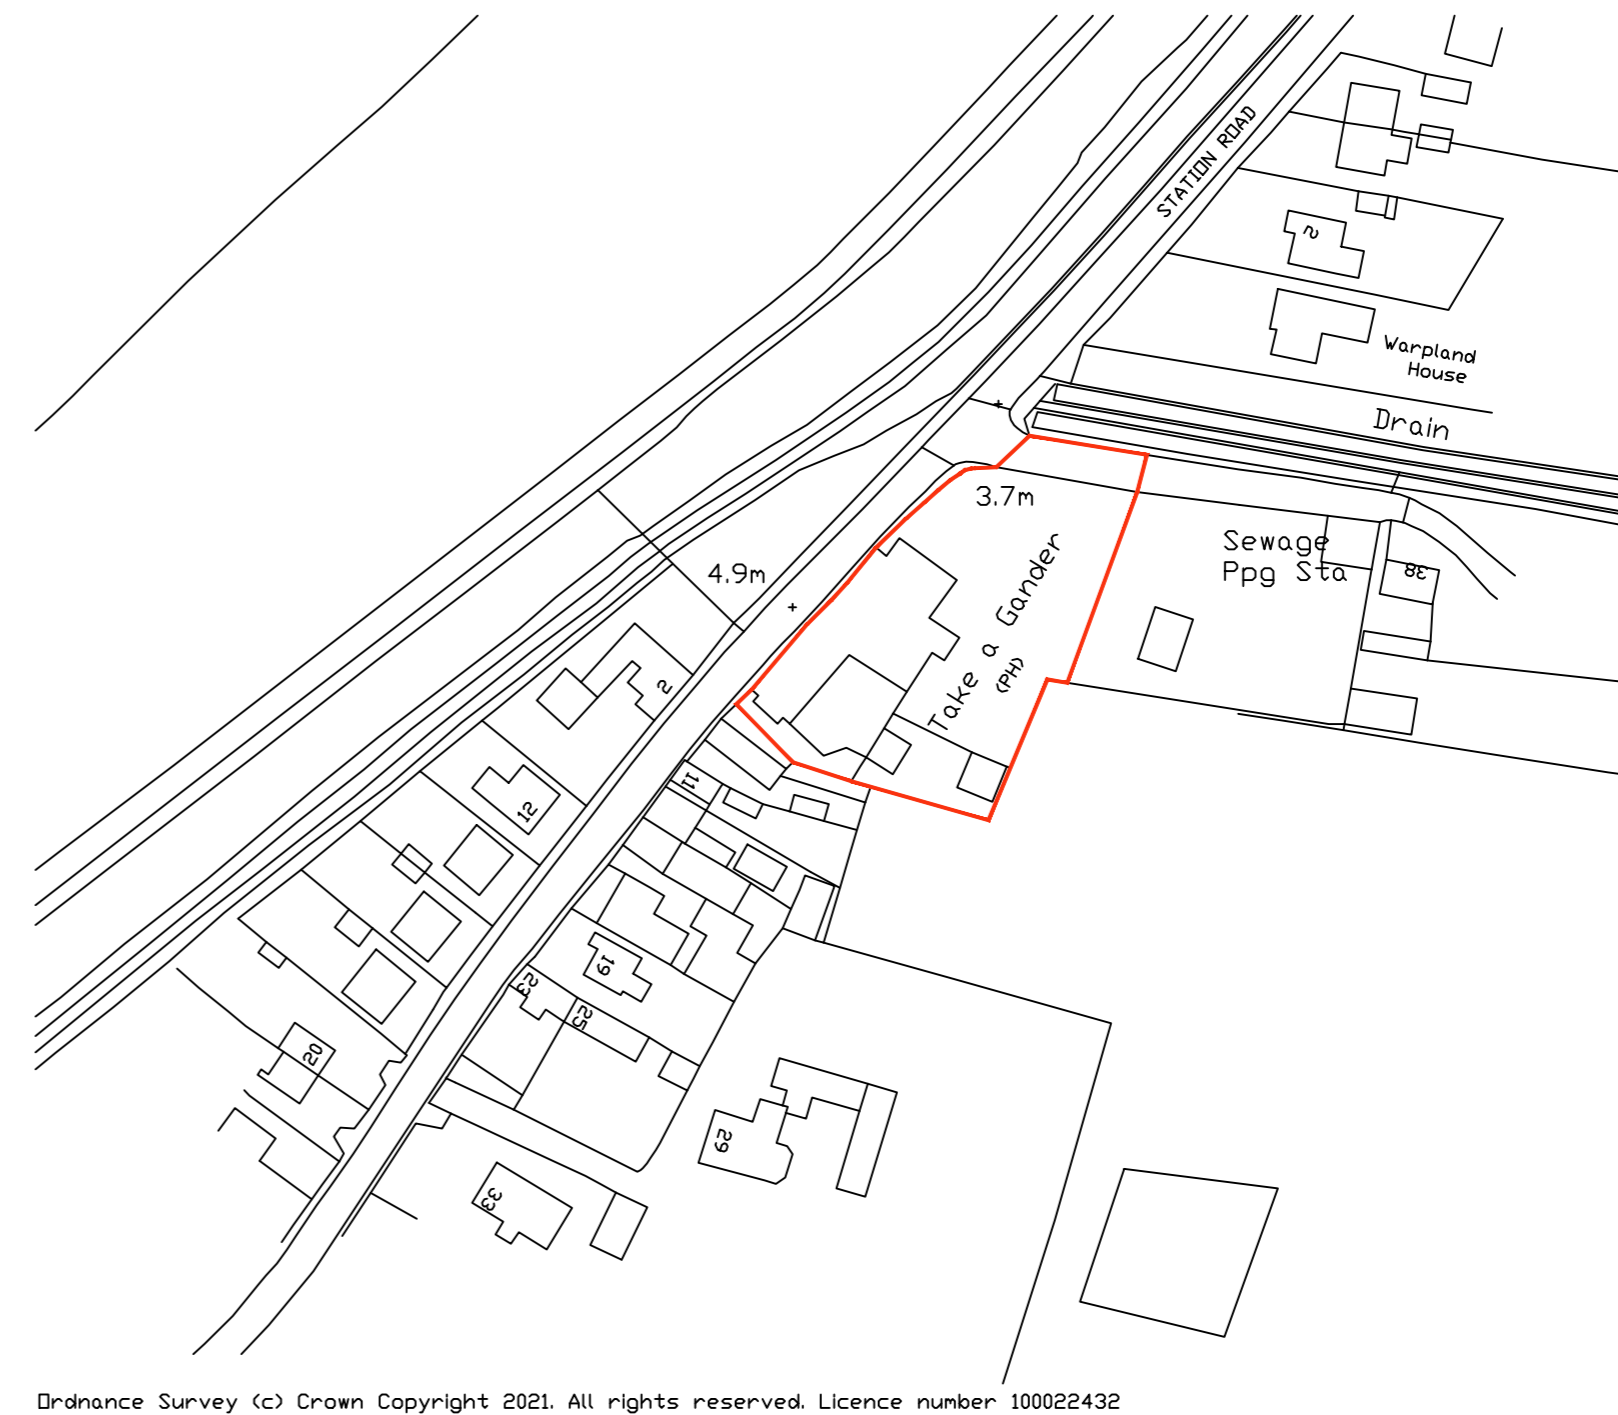 STATION ROAD
2
Warpland
House
Drain
3.7m
Sewage
Ppg Sta
38
4.9m
Take a Gander
(PH)
2
11
12
19
23
25
20
29
33
Ordnance Survey (c) Crown Copyright 2021. All rights reserved. Licence number 100022432